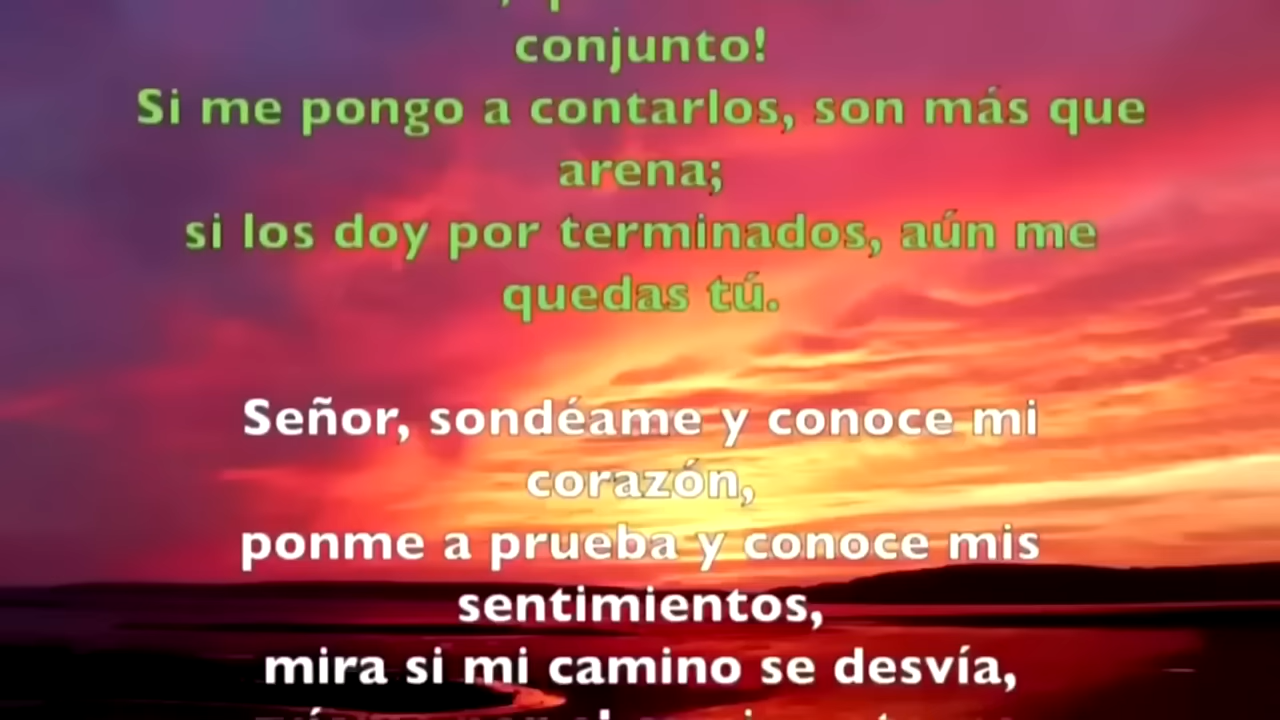 conjunto!
Si me pongo a contarlos, son más que
arena;
si los doy por terminados, aún me
quedas tú.
Señor, sondéame y conoce mi
corazón,
ponme a prueba y conoce mis
sentimientos,
mira si mi camino se desvía,